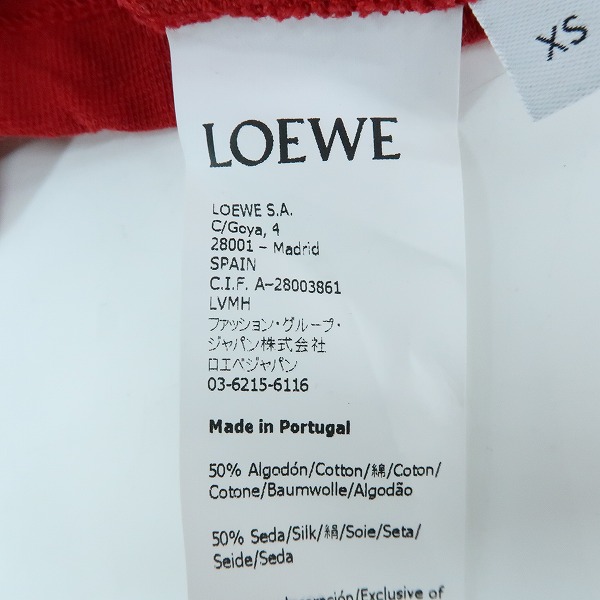 XS
LOEWE
LOEWE S.A.
C/Goya, 4
28001 - Madrid
SPAIN
C.I.F. A-28003861
LVMH
ファッション・グループ・
ジャパン株式会社
ロエベジャパン
03-6215-6116
Made in Portugal
50% Algodón/Cotton/綿/Coton/
Cotone/Baumwolle/Algodão
50% Seda/Silk/絹/Soie/Seta/
Seide/Seda
/Exclusive of